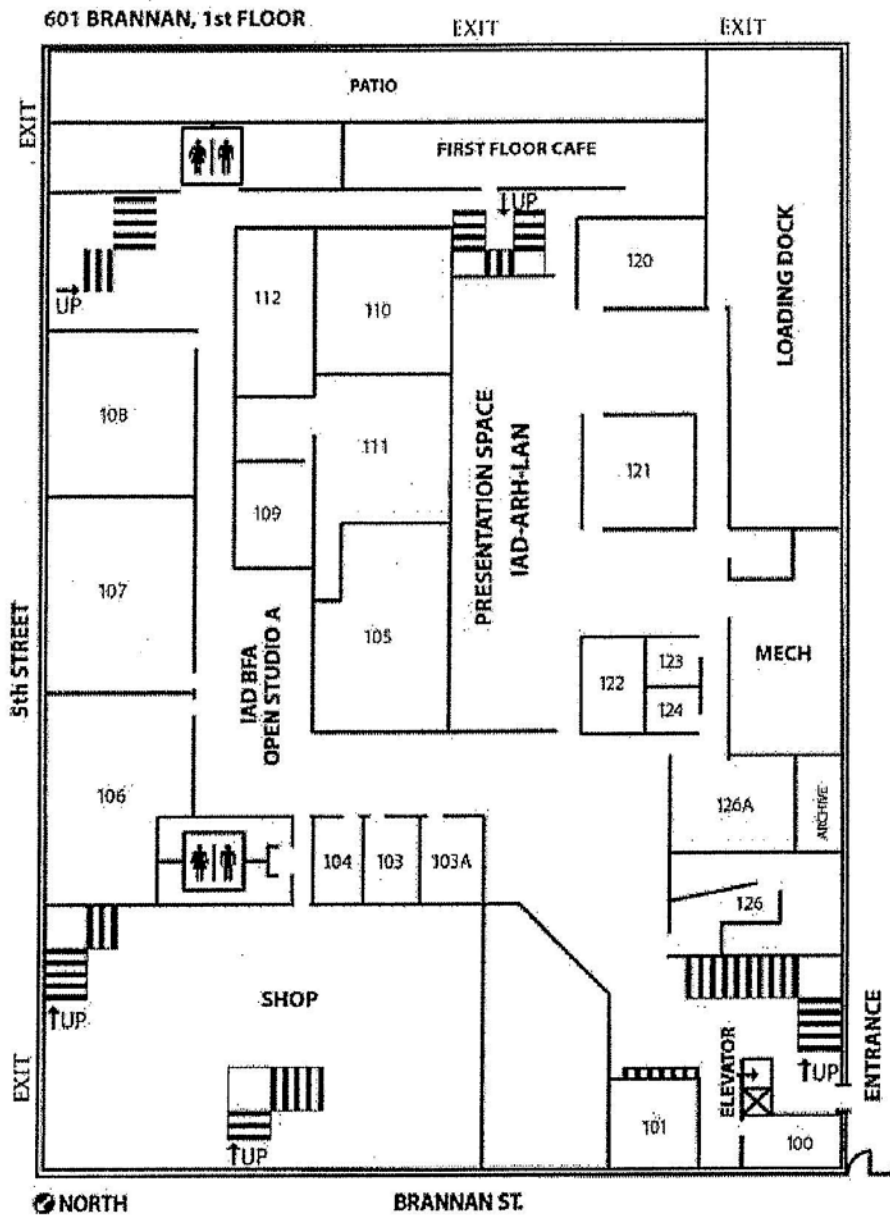 601 BRANNAN, 1st FLOOR
EXIT
EXIT
EXIT
PATIO
FIRST FLOOR CAFE
UP
UP
120
112
110
LOADING DOCK
108
111
PRESENTATION SPACE
IAD-ARH-LAN
121
109
107
105
IAD BFA
OPEN STUDIO A
5th STREET
122
123
124
MECH
106
126A
ARCHIVE
104
103
103A
126
SHOP
UP
EXIT
UP
ELEVATOR
UP
ENTRANCE
101
100
NORTH
BRANNAN ST.